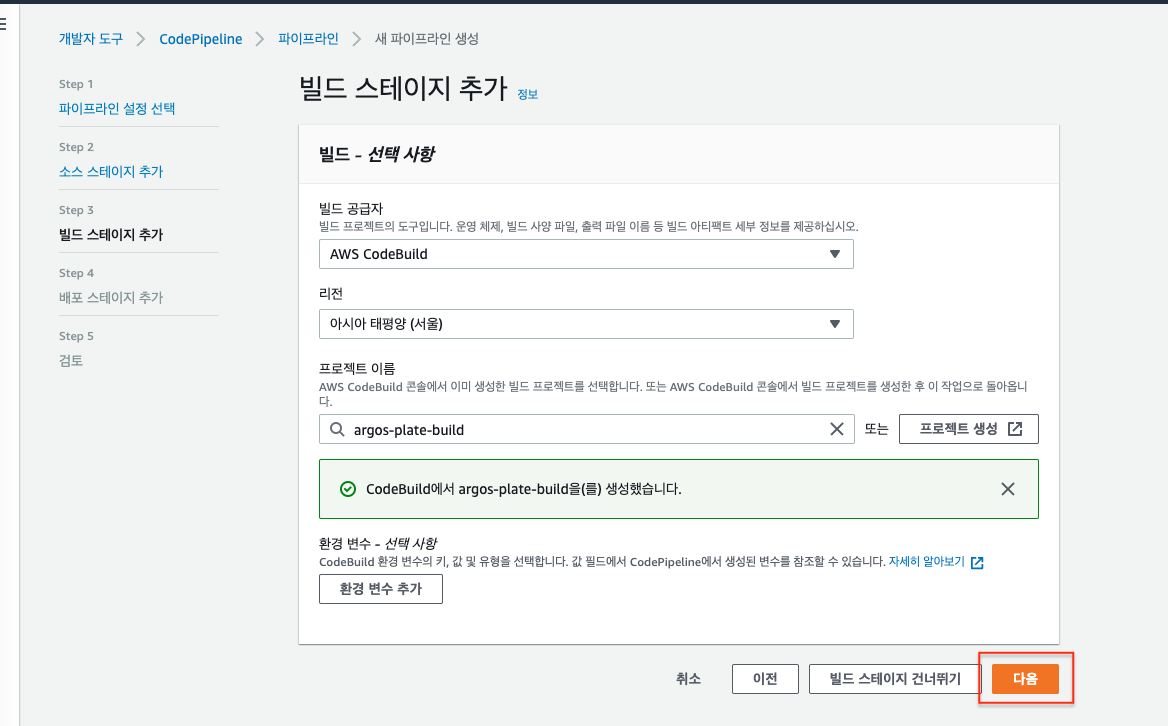 개발자 도구 CodePipeline 파이프라인 새 파이프라인 생성
Step 1
파이프라인 설정 선택
Step 2
소스 스테이지 추가
Step 3
빌드 스테이지 추가
Step 4
배포 스테이지 추가
Step 5
검토
빌드 스테이지 추가 정보
빌드 - 선택 사항
빌드 공급자
빌드 프로젝트의 도구입니다. 운영 체제, 빌드 사양 파일, 출력 파일 이름 등 빌드 아티팩트 세부 정보를 제공하십시오.
AWS CodeBuild
리전
아시아 태평양 (서울)
프로젝트 이름
AWS CodeBuild 콘솔에서 이미 생성한 빌드 프로젝트를 선택합니다. 또는 AWS CodeBuild 콘솔에서 빌드 프로젝트를 생성한 후 이 작업으로 돌아옵니
다.
argos-plate-build 또는 프로젝트 생성
CodeBuild에서 argos-plate-build을(를) 생성했습니다.
환경 변수 - 선택 사항
CodeBuild 환경 변수의 키, 값 및 유형을 선택합니다. 값 필드에서 CodePipeline에서 생성된 변수를 참조할 수 있습니다. 자세히 알아보기
환경 변수 추가
취소 이전 빌드 스테이지 건너뛰기 다음